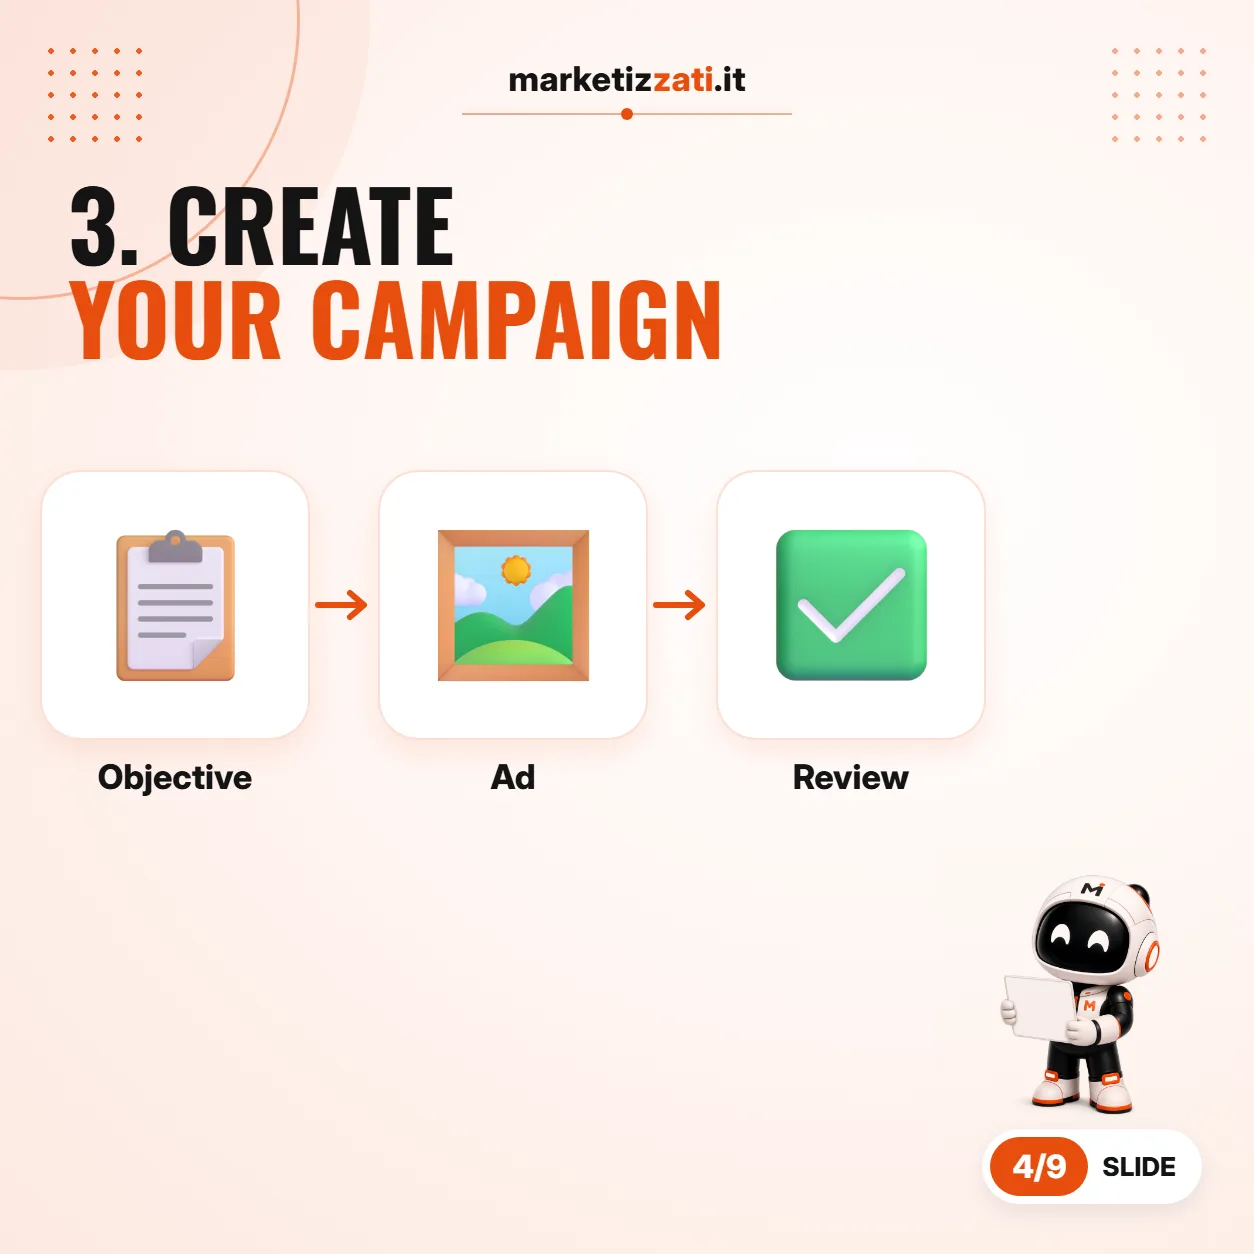 marketizzati.it
3. CREATE
YOUR CAMPAIGN
Objective
Ad
Review
M
M
4/9 SLIDE